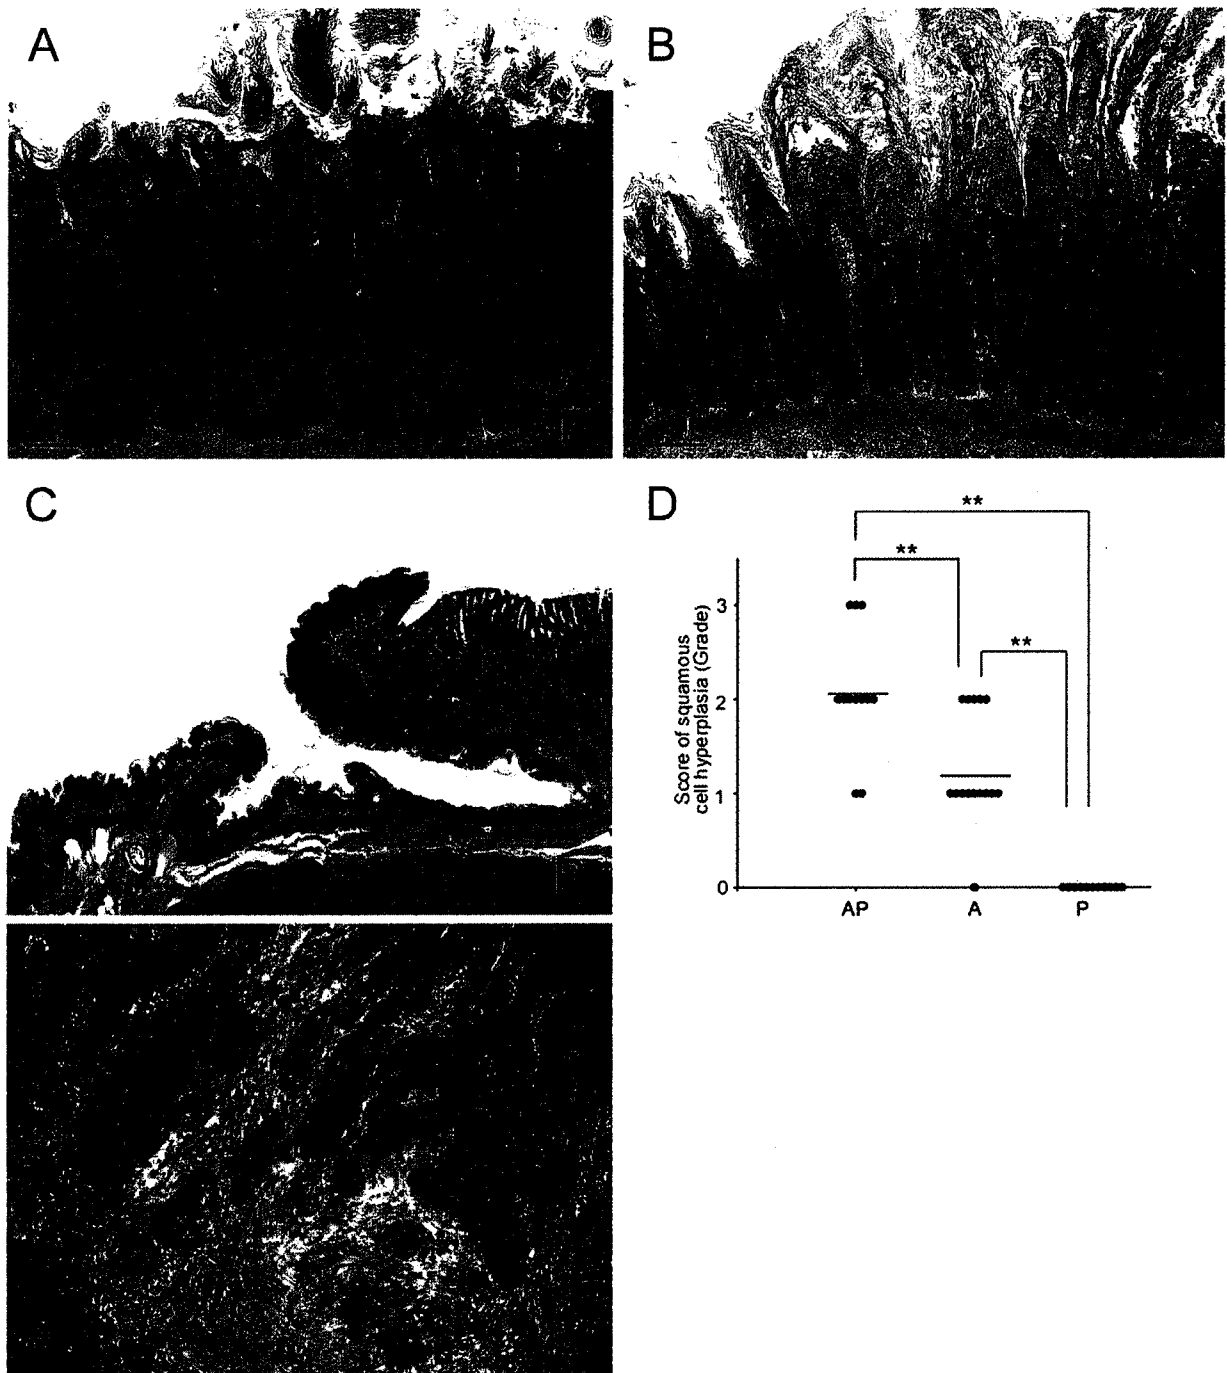 A
B
C
D
**
**
**
Score of squamous
cell hyperplasia (Grade)
3
2
1
0
AP
A
P